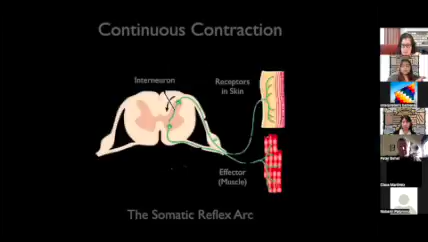 Continuous Contraction
Interneuron
Receptors
in Skin
Effector
(Muscle)
The Somatic Reflex Arc